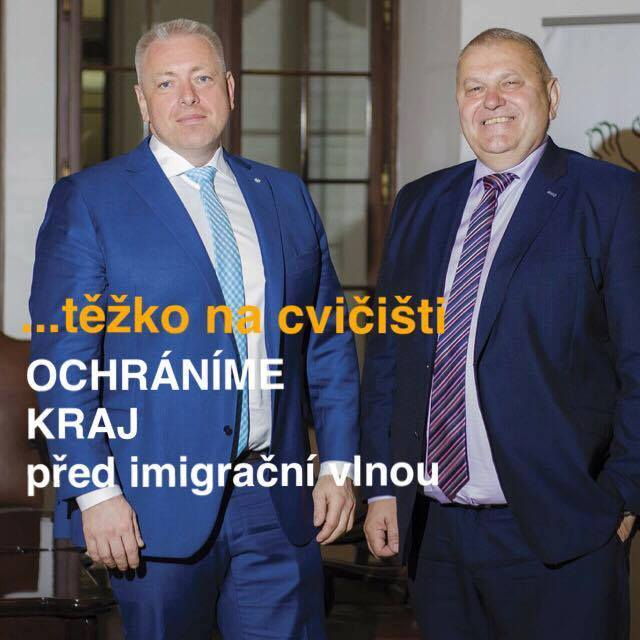 ...těžko na cvičišti
OCHRÁNÍME
KRAJ
před imigrační vlnou